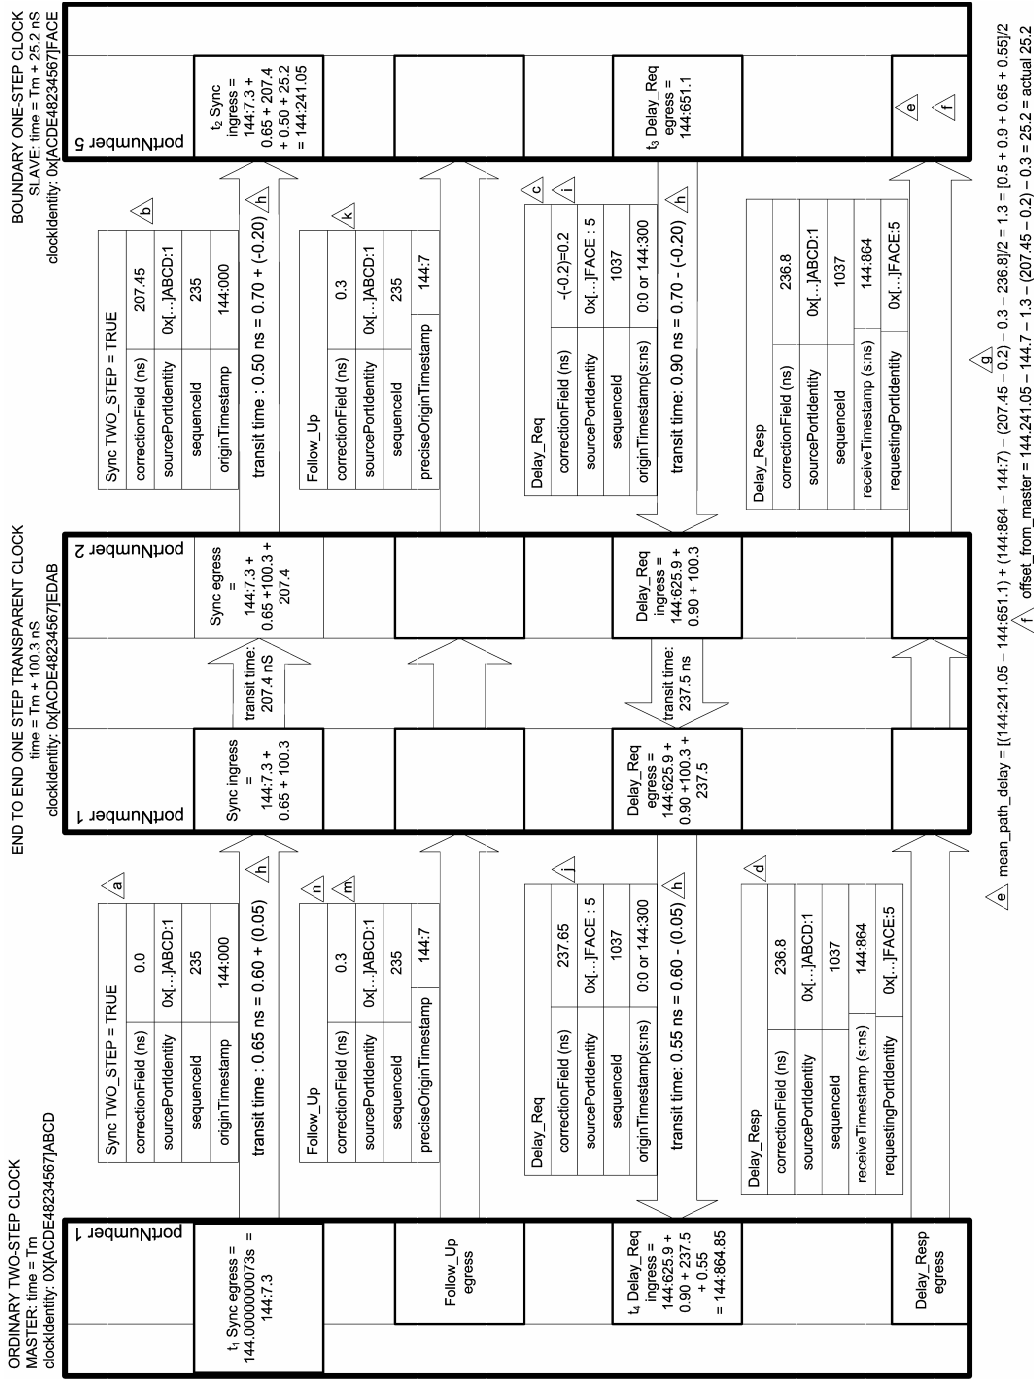 ORDINARY TWO-STEP CLOCK
MASTER: time = Tm
clockIdentity: 0X[ACDE48234567]ABCD
END TO END ONE STEP TRANSPARENT CLOCK
time = Tm + 100.3 nS
clockIdentity: 0x[ACDE48234567]EDAB
BOUNDARY ONE-STEP CLOCK
SLAVE: time = Tm + 25.2 nS
clockIdentity: 0x[ACDE48234567]FACE
portNumber 1
portNumber 1
portNumber 2
portNumber 5
t1 Sync egress =
144.0000000073s =
144:7.3
Sync TWO_STEP = TRUE
a
correctionField (ns) 0.0
sourcePortIdentity 0x[...]ABCD:1
sequenceId 235
originTimestamp 144:000
transit time : 0.65 ns = 0.60 + (0.05)
h
Sync ingress
=
144:7.3 +
0.65 + 100.3
transit time:
207.4 nS
Sync egress
=
144:7.3 +
0.65 +100.3 +
207.4
Sync TWO_STEP = TRUE
b
correctionField (ns) 207.45
sourcePortIdentity 0x[...]ABCD:1
sequenceId 235
originTimestamp 144:000
transit time : 0.50 ns = 0.70 + (-0.20)
h
t2 Sync
ingress =
144:7.3 +
0.65 + 207.4
+ 0.50 + 25.2
= 144:241.05
Follow_Up
egress
Follow_Up
n
m
correctionField (ns) 0.3
sourcePortIdentity 0x[...]ABCD:1
sequenceId 235
preciseOriginTimestamp 144:7
Follow_Up
k
correctionField (ns) 0.3
sourcePortIdentity 0x[...]ABCD:1
sequenceId 235
preciseOriginTimestamp 144:7
t4 Delay_Req
ingress =
144:625.9 +
0.90 + 237.5
+ 0.55
= 144:864.85
Delay_Req
j
correctionField (ns) 237.65
sourcePortIdentity 0x[...]FACE : 5
sequenceId 1037
originTimestamp(s:ns) 0:0 or 144:300
transit time: 0.55 ns = 0.60 - (0.05)
h
Delay_Req
egress =
144:625.9 +
0.90 +100.3 +
237.5
transit time:
237.5 ns
Delay_Req
ingress =
144:625.9 +
0.90 + 100.3
Delay_Req
c
i
correctionField (ns) -(-0.2)=0.2
sourcePortIdentity 0x[...]FACE : 5
sequenceId 1037
originTimestamp(s:ns) 0:0 or 144:300
transit time: 0.90 ns = 0.70 - (-0.20)
h
t3 Delay_Req
egress =
144:651.1
Delay_Resp
egress
Delay_Resp
d
correctionField (ns) 236.8
sourcePortIdentity 0x[...]ABCD:1
sequenceId 1037
receiveTimestamp (s:ns) 144:864
requestingPortIdentity 0x[...]FACE:5
Delay_Resp
correctionField (ns) 236.8
sourcePortIdentity 0x[...]ABCD:1
sequenceId 1037
receiveTimestamp (s:ns) 144:864
requestingPortIdentity 0x[...]FACE:5
e
f
g
e mean_path_delay = [(144:241.05 − 144:651.1) + (144:864 − 144:7) − (207.45 − 0.2) − 0.3 − 236.8]/2 = 1.3 = [0.5 + 0.9 + 0.65 + 0.55]/2
f offset_from_master = 144.241.05 − 144.7 − 1.3 − (207.45 − 0.2) − 0.3 = 25.2 = actual 25.2